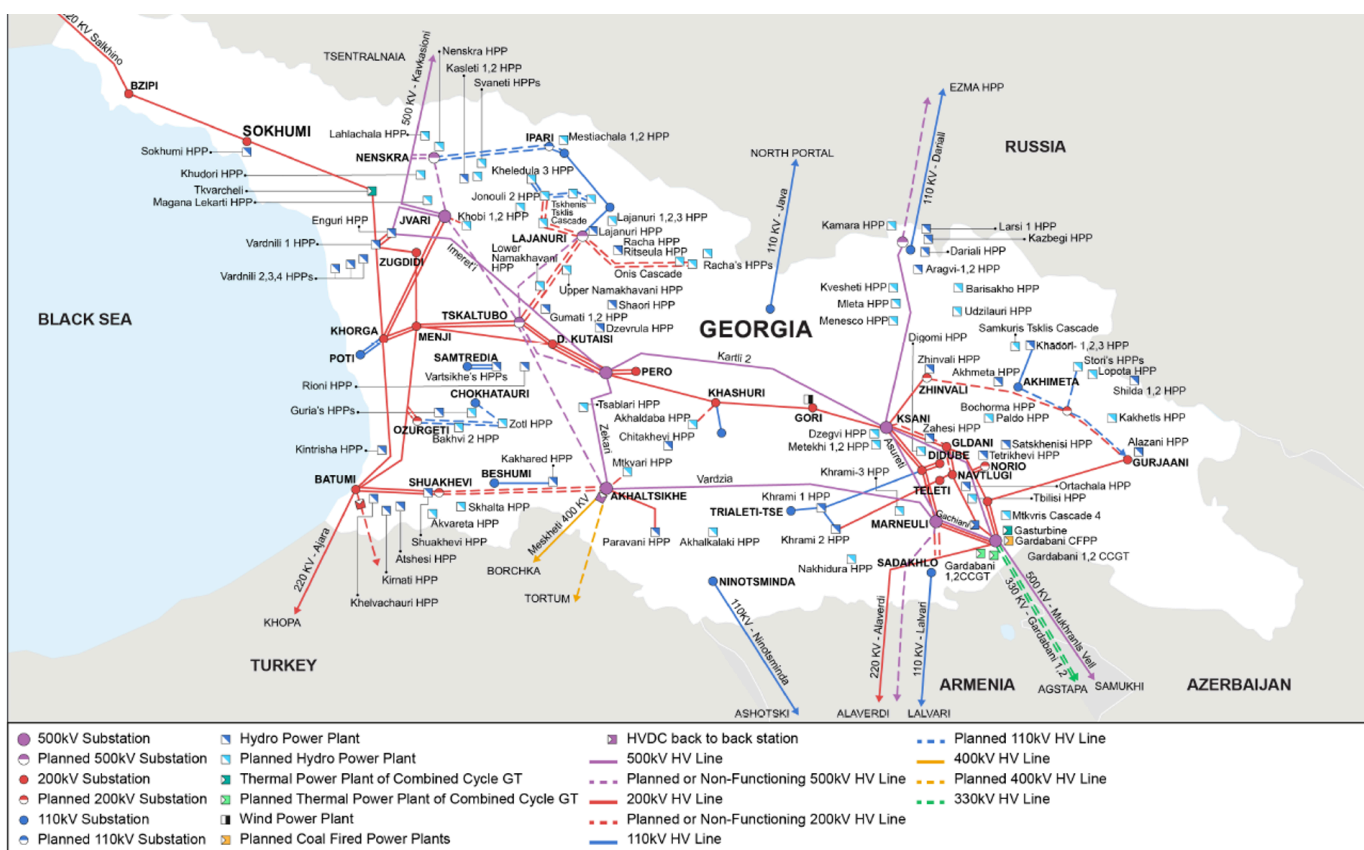 220 KV Salkhino
BZIPI
SOKHUMI
Sokhumi HPP
Khudori HPP
Tkvarcheli
Magana Lekarti HPP
Enguri HPP
Vardnili 1 HPP
Vardnili 2,3,4 HPPs
TSENTRALNAIA
500 KV - Kavkasioni
Nenskra HPP
Kasleti 1,2 HPP
Svaneti HPPs
Lahlachala HPP
NENSKRA
IPARI
Mestiachala 1,2 HPP
Kheledula 3 HPP
Jonouli 2 HPP
Tskhenis
Tsklis
Cascade
JVARI
Khobi 1,2 HPP
Lajanuri 1,2,3 HPP
Lajanuri HPP
LAJANURI
Racha HPP
Ritseula HPP
Racha's HPPs
Onis Cascade
Imereti
Lower
Namakhavani
HPP
Upper Namakhavani HPP
ZUGDIDI
TSKALTUBO
Gumati 1,2 HPP
Shaori HPP
Dzevrula HPP
BLACK SEA
KHORGA
MENJI
D. KUTAISI
POTI
SAMTREDIA
Vartsikhe's HPPs
PERO
Rioni HPP
CHOKHATAURI
Guria's HPPs
OZURGETI
Zotl HPP
Bakhvi 2 HPP
Tsablari HPP
Akhaldaba HPP
Chitakhevi HPP
KHASHURI
GORI
Kartli 2
GEORGIA
NORTH PORTAL
110 KV - Java
RUSSIA
EZMA HPP
110 KV - Dariali
Kamara HPP
Larsi 1 HPP
Kazbegi HPP
Dariali HPP
Aragvi-1,2 HPP
Kvesheti HPP
Mleta HPP
Menesco HPP
Barisakho HPP
Udzilauri HPP
Digomi HPP
Samkuris Tsklis Cascade
Khadori- 1,2,3 HPP
Stori's HPPs
Lopota HPP
Zhinvali HPP
Akhmeta HPP
AKHIMETA
Shilda 1,2 HPP
ZHINVALI
Bochorma HPP
Paldo HPP
Kakhetls HPP
KSANI
Zahesi HPP
Dzegvi HPP
Metekhi 1,2 HPP
GLDANI
Satskhenisi HPP
Alazani HPP
DIDUBE
Tetrikhevi HPP
NORIO
GURJAANI
Asureti
NAVTLUGI
Khrami-3 HPP
TELETI
Ortachala HPP
Tbilisi HPP
Kintrisha HPP
Zekari
Mtkvari HPP
Kakhared HPP
BESHUMI
BATUMI
SHUAKHEVI
AKHALTSIKHE
Vardzia
Khrami 1 HPP
TRIALETI-TSE
MARNEULI
Gachiani
Mtkvris Cascade 4
Gasturbine
Gardabani CFPP
Gardabani 1,2 CCGT
Skhalta HPP
Akvareta HPP
Shuakhevi HPP
Atshesi HPP
Kirnati HPP
Khelvachauri HPP
Meskheti 400 KV
Paravani HPP
Akhalkalaki HPP
Khrami 2 HPP
Nakhidura HPP
SADAKHLO
Gardabani
1,2CCGT
220 KV - Ajara
KHOPA
BORCHKA
TORTUM
NINOTSMINDA
110KV - Ninotsminda
220 KV - Alaverdi
110 KV - Lalvari
330 KV - Gardabani 1,2
500 KV - Mukhranis Veli
TURKEY
ARMENIA
AGSTAPA
SAMUKHI
AZERBAIJAN
ASHOTSKI
ALAVERDI
LALVARI
500kV Substation
Planned 500kV Substation
200kV Substation
Planned 200kV Substation
110kV Substation
Planned 110kV Substation
Hydro Power Plant
Planned Hydro Power Plant
Thermal Power Plant of Combined Cycle GT
Planned Thermal Power Plant of Combined Cycle GT
Wind Power Plant
Planned Coal Fired Power Plants
HVDC back to back station
500kV HV Line
Planned or Non-Functioning 500kV HV Line
200kV HV Line
Planned or Non-Functioning 200kV HV Line
110kV HV Line
Planned 110kV HV Line
400kV HV Line
Planned 400kV HV Line
330kV HV Line